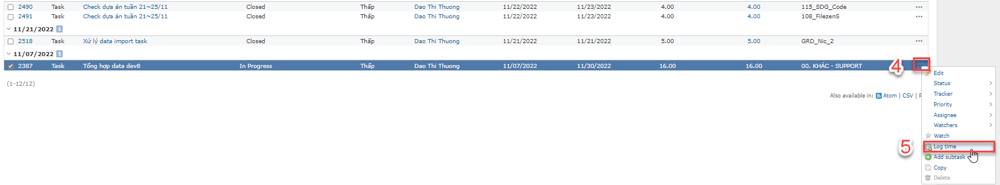 2490 Task Check dựa án tuần 21~25/11 Closed Thấp Dao Thi Thuong 11/22/2022 11/23/2022 4.00 4.00 115_SDG_Code
2491 Task Check dựa án tuần 21~25/11 Closed Thấp Dao Thi Thuong 11/22/2022 11/23/2022 4.00 4.00 108_FilezenS
11/21/2022 1
2518 Task Xử lý data import task Closed Thấp Dao Thi Thuong 11/21/2022 11/21/2022 5.00 5.00 GRD_Nic_2
11/07/2022 1
2387 Task Tổng hợp data dev8 In Progress Thấp Dao Thi Thuong 11/07/2022 11/30/2022 16.00 16.00 00. KHÁC - SUPPORT 4
(1-12/12)
Also available in: Atom | CSV | P
Edit
Status
Tracker
Priority
Assignee
Watchers
Watch
5 Log time
Add subtask
Copy
Delete